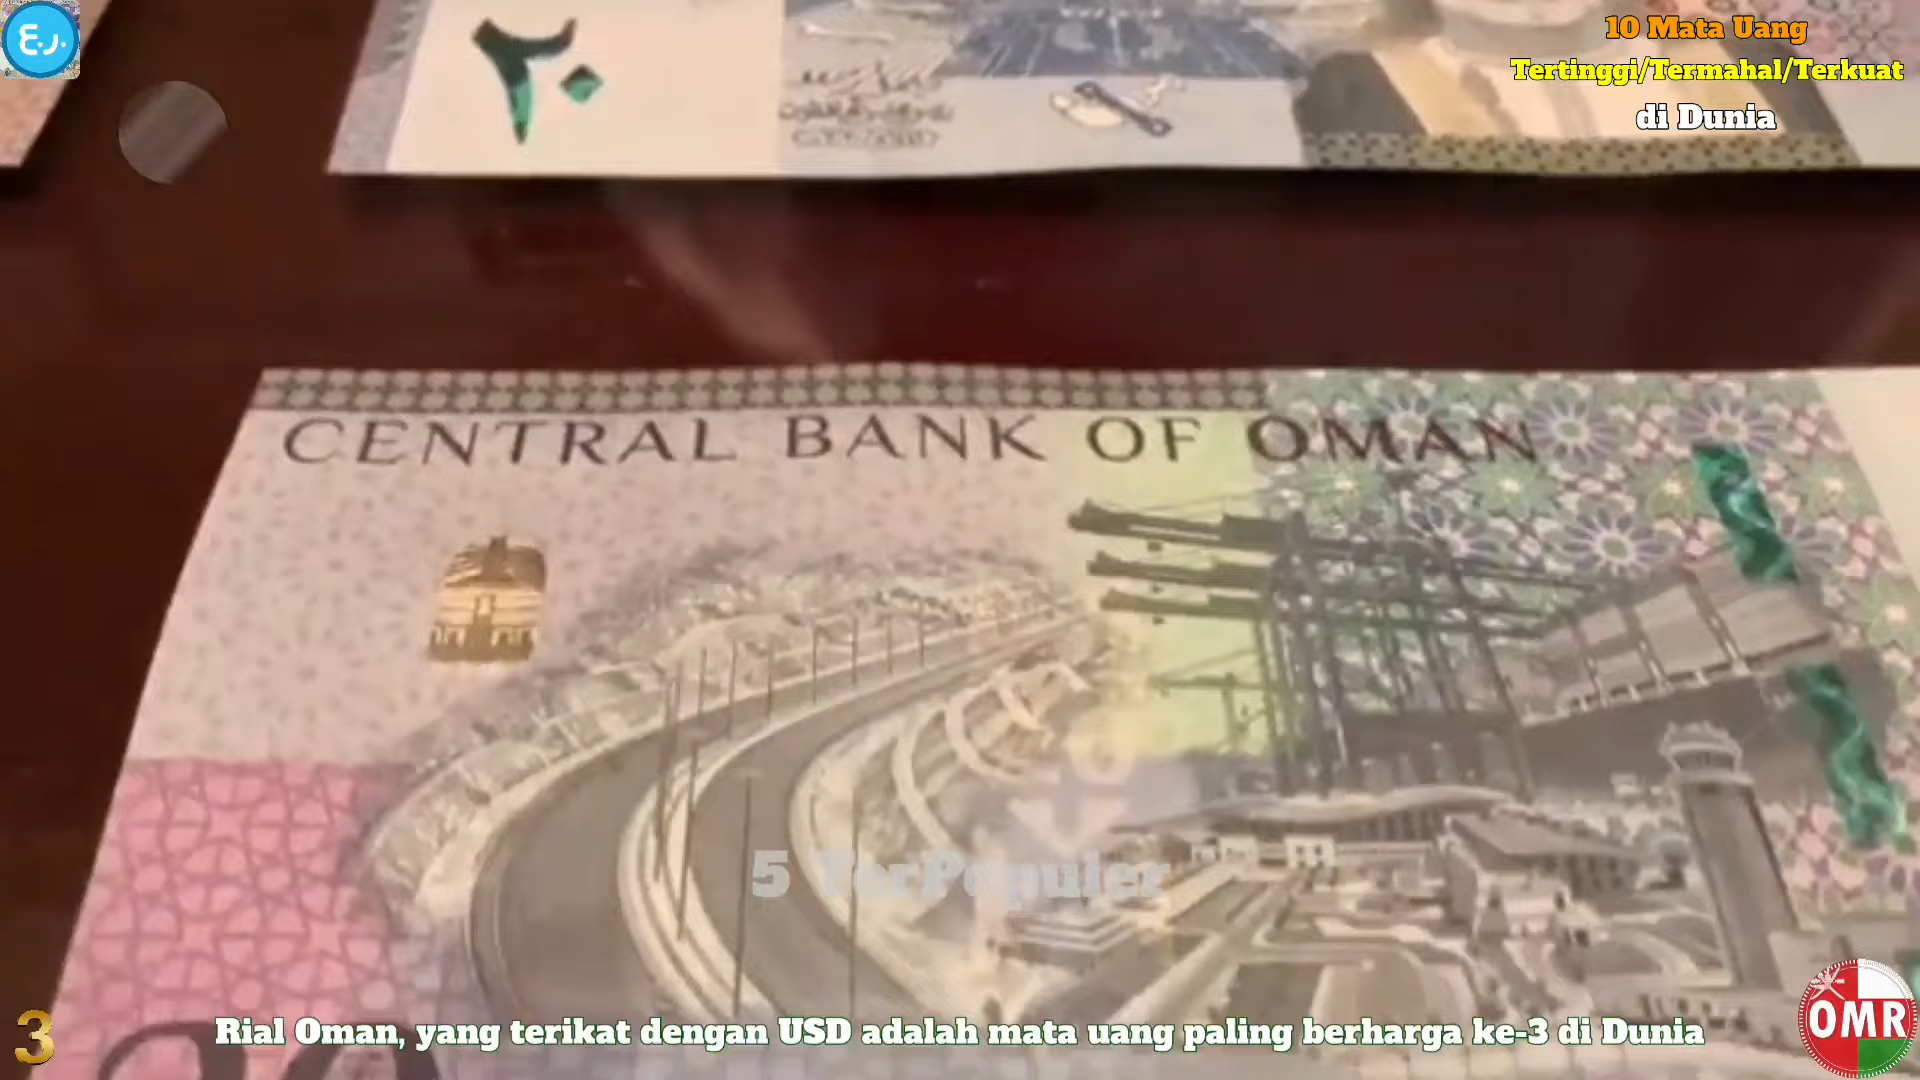 ر.ع.
10 Mata Uang
Tertinggi/Termahal/Terkuat
di Dunia
٢٠
CENTRAL BANK OF OMAN
5 TerPopuler
3
Rial Oman, yang terikat dengan USD adalah mata uang paling berharga ke-3 di Dunia
OMR